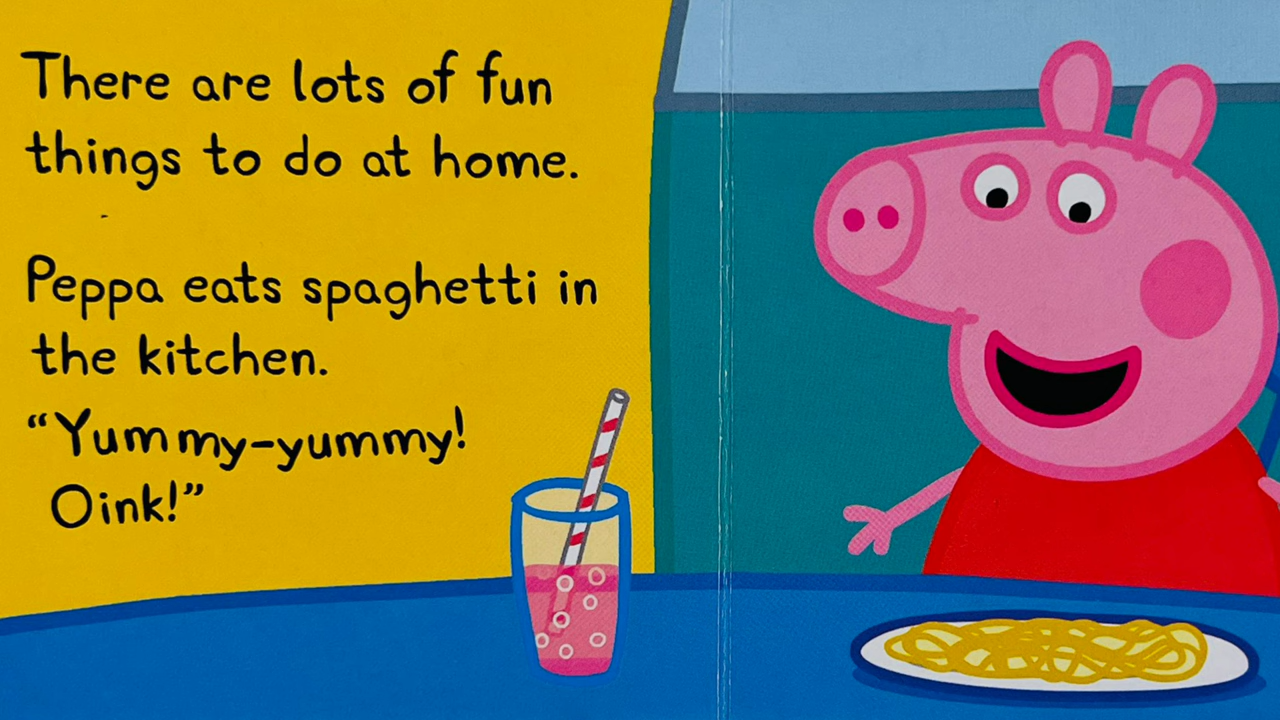 There are lots of fun
things to do at home.
Peppa eats spaghetti in
the kitchen.
“Yummy-yummy!
Oink!”